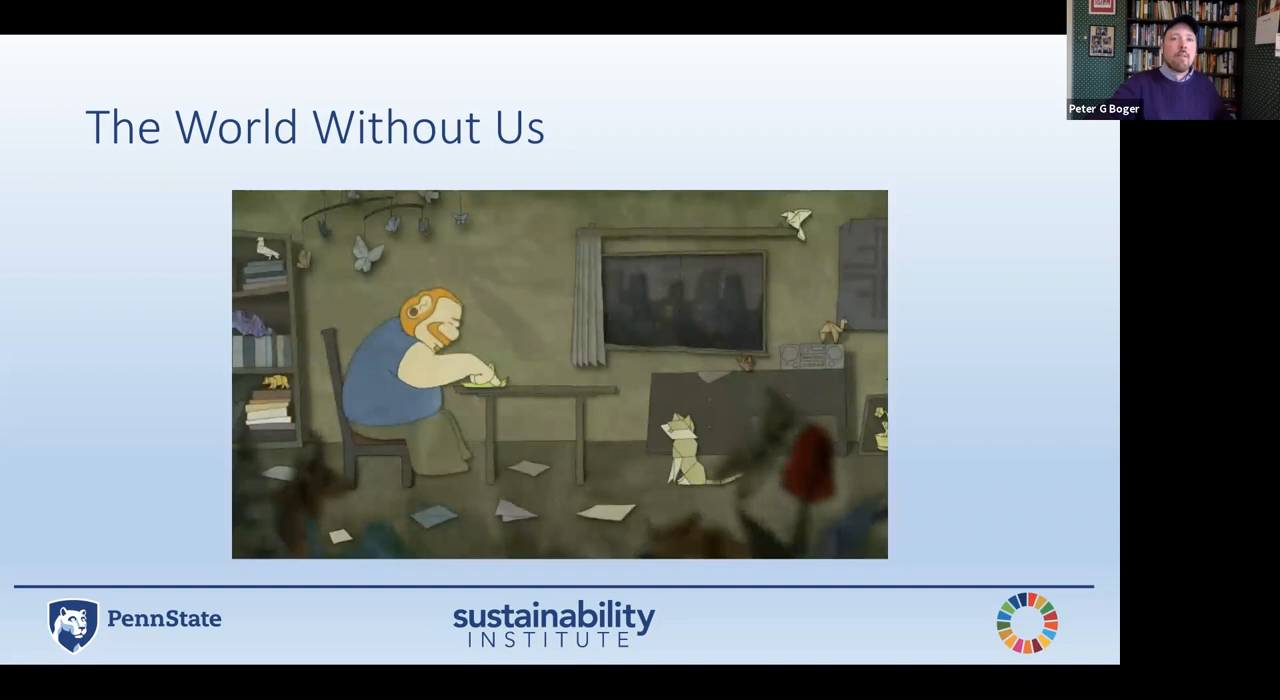 Peter G Boger
The World Without Us
PennState
sustainability
INSTITUTE